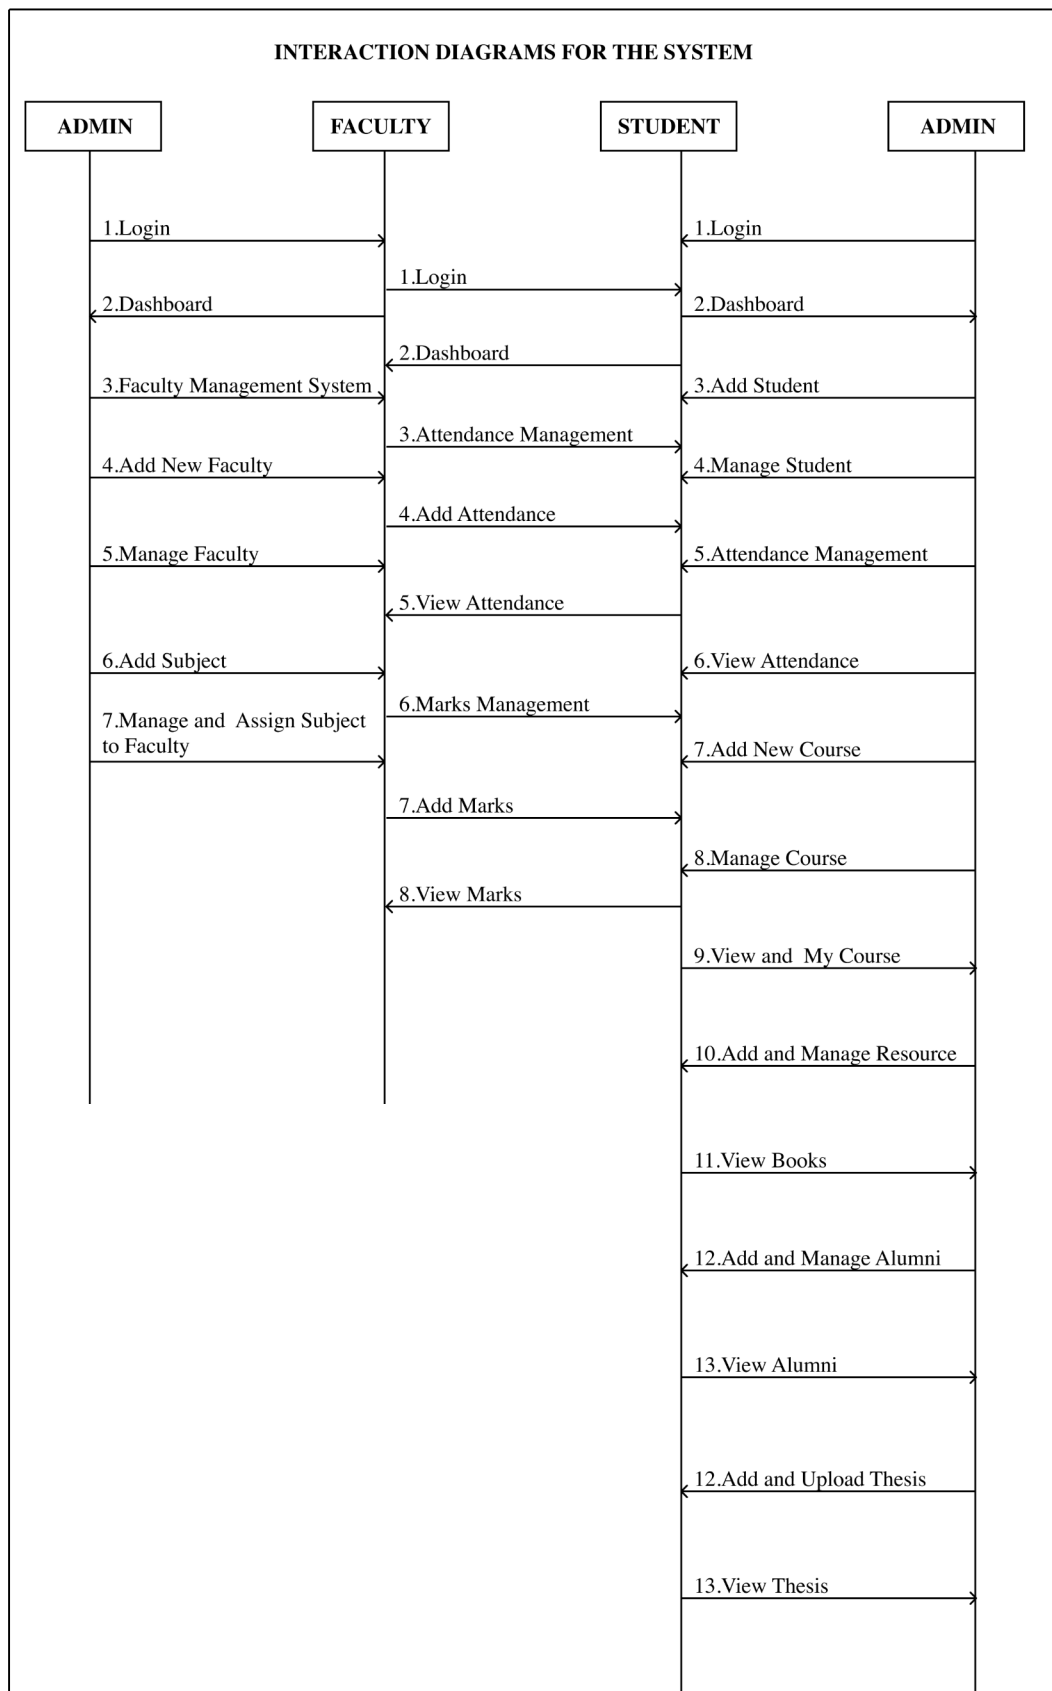 INTERACTION DIAGRAMS FOR THE SYSTEM
ADMIN
FACULTY
STUDENT
ADMIN
1.Login
1.Login
1.Login
2.Dashboard
2.Dashboard
2.Dashboard
3.Faculty Management System
3.Add Student
3.Attendance Management
4.Add New Faculty
4.Manage Student
4.Add Attendance
5.Manage Faculty
5.Attendance Management
5.View Attendance
6.Add Subject
6.View Attendance
6.Marks Management
7.Manage and  Assign Subject
to Faculty
7.Add New Course
7.Add Marks
8.Manage Course
8.View Marks
9.View and  My Course
10.Add and Manage Resource
11.View Books
12.Add and Manage Alumni
13.View Alumni
12.Add and Upload Thesis
13.View Thesis